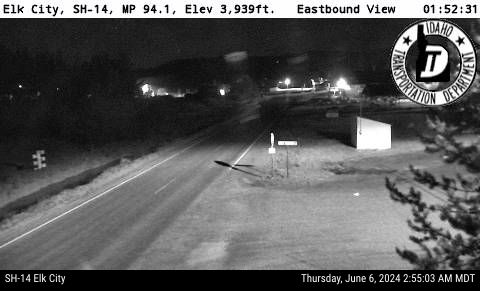 Elk City, SH-14, MP 94.1, Elev 3,939ft. Eastbound View 01:52:31
IDAHO
TRANSPORTATION DEPARTMENT
SH-14 Elk City Thursday, June 6, 2024 2:55:03 AM MDT